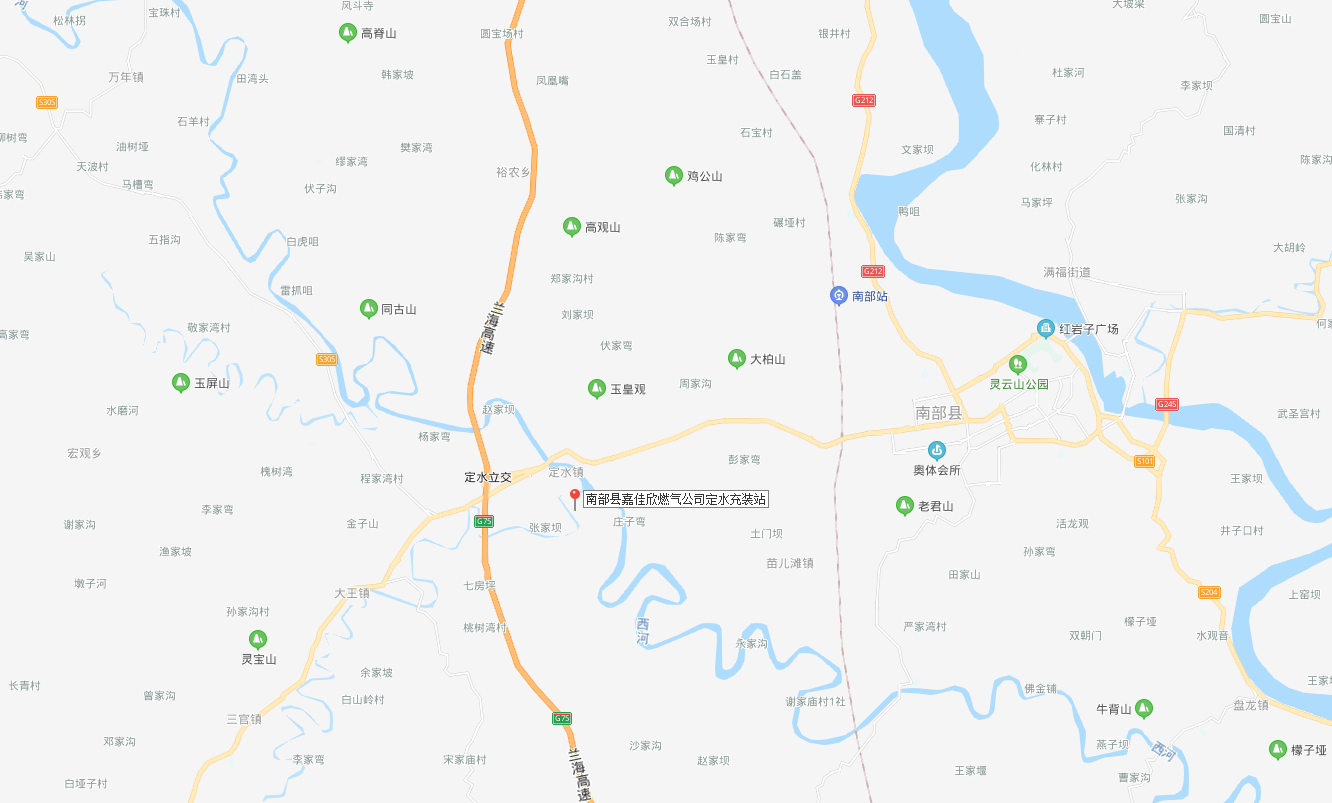 风斗寺
大坡梁
宝珠村
松林拐
双合场村
圆宝山
高脊山
圆宝场村
银井村
玉皇村
韩家坡
白石盖
杜家河
万年镇
田湾头
凤凰嘴
李家坝
S305
G212
石羊村
寨子村
国清村
石宝村
油树垭
樊家湾
文家坝
缪家湾
陈家沟
天波村
化林村
裕农乡
鸡公山
马槽弯
伏子沟
张家沟
马家坪
鸭咀
碾垭村
高观山
陈家弯
五指沟
白虎咀
大胡岭
吴家山
G212
满福街道
郑家沟村
雷抓咀
南部站
同古山
刘家坝
兰海高速
敬家湾村
红岩子广场
高家弯
伏家弯
S305
大柏山
灵云山公园
玉屏山
玉皇观
周家沟
水磨河
赵家坝
南部县
G245
武圣宫村
杨家弯
宏观乡
奥体会所
彭家弯
S101
槐树湾
程家湾村
定水立交
定水镇
王家坝
南部县嘉佳欣燃气公司定水充装站
李家弯
老君山
谢家沟
金子山
G75
张家坝
庄子弯
活龙观
井子口村
土门坝
渔家坡
孙家弯
苗儿滩镇
墩子河
七房坪
田家山
大王镇
S204
上窑坝
孙家沟村
桃树湾村
西河
严家湾村
檬子垭
双朝门
水观音
永家沟
灵宝山
余家坡
长青村
曾家沟
白山岭村
谢家庙村1社
佛金铺
牛背山
盘龙镇
三官镇
G75
邓家沟
沙家沟
燕子坝
西河
檬子垭
李家弯
宋家庙村
赵家坝
兰海高速
王家堰
曹家沟
白垭子村